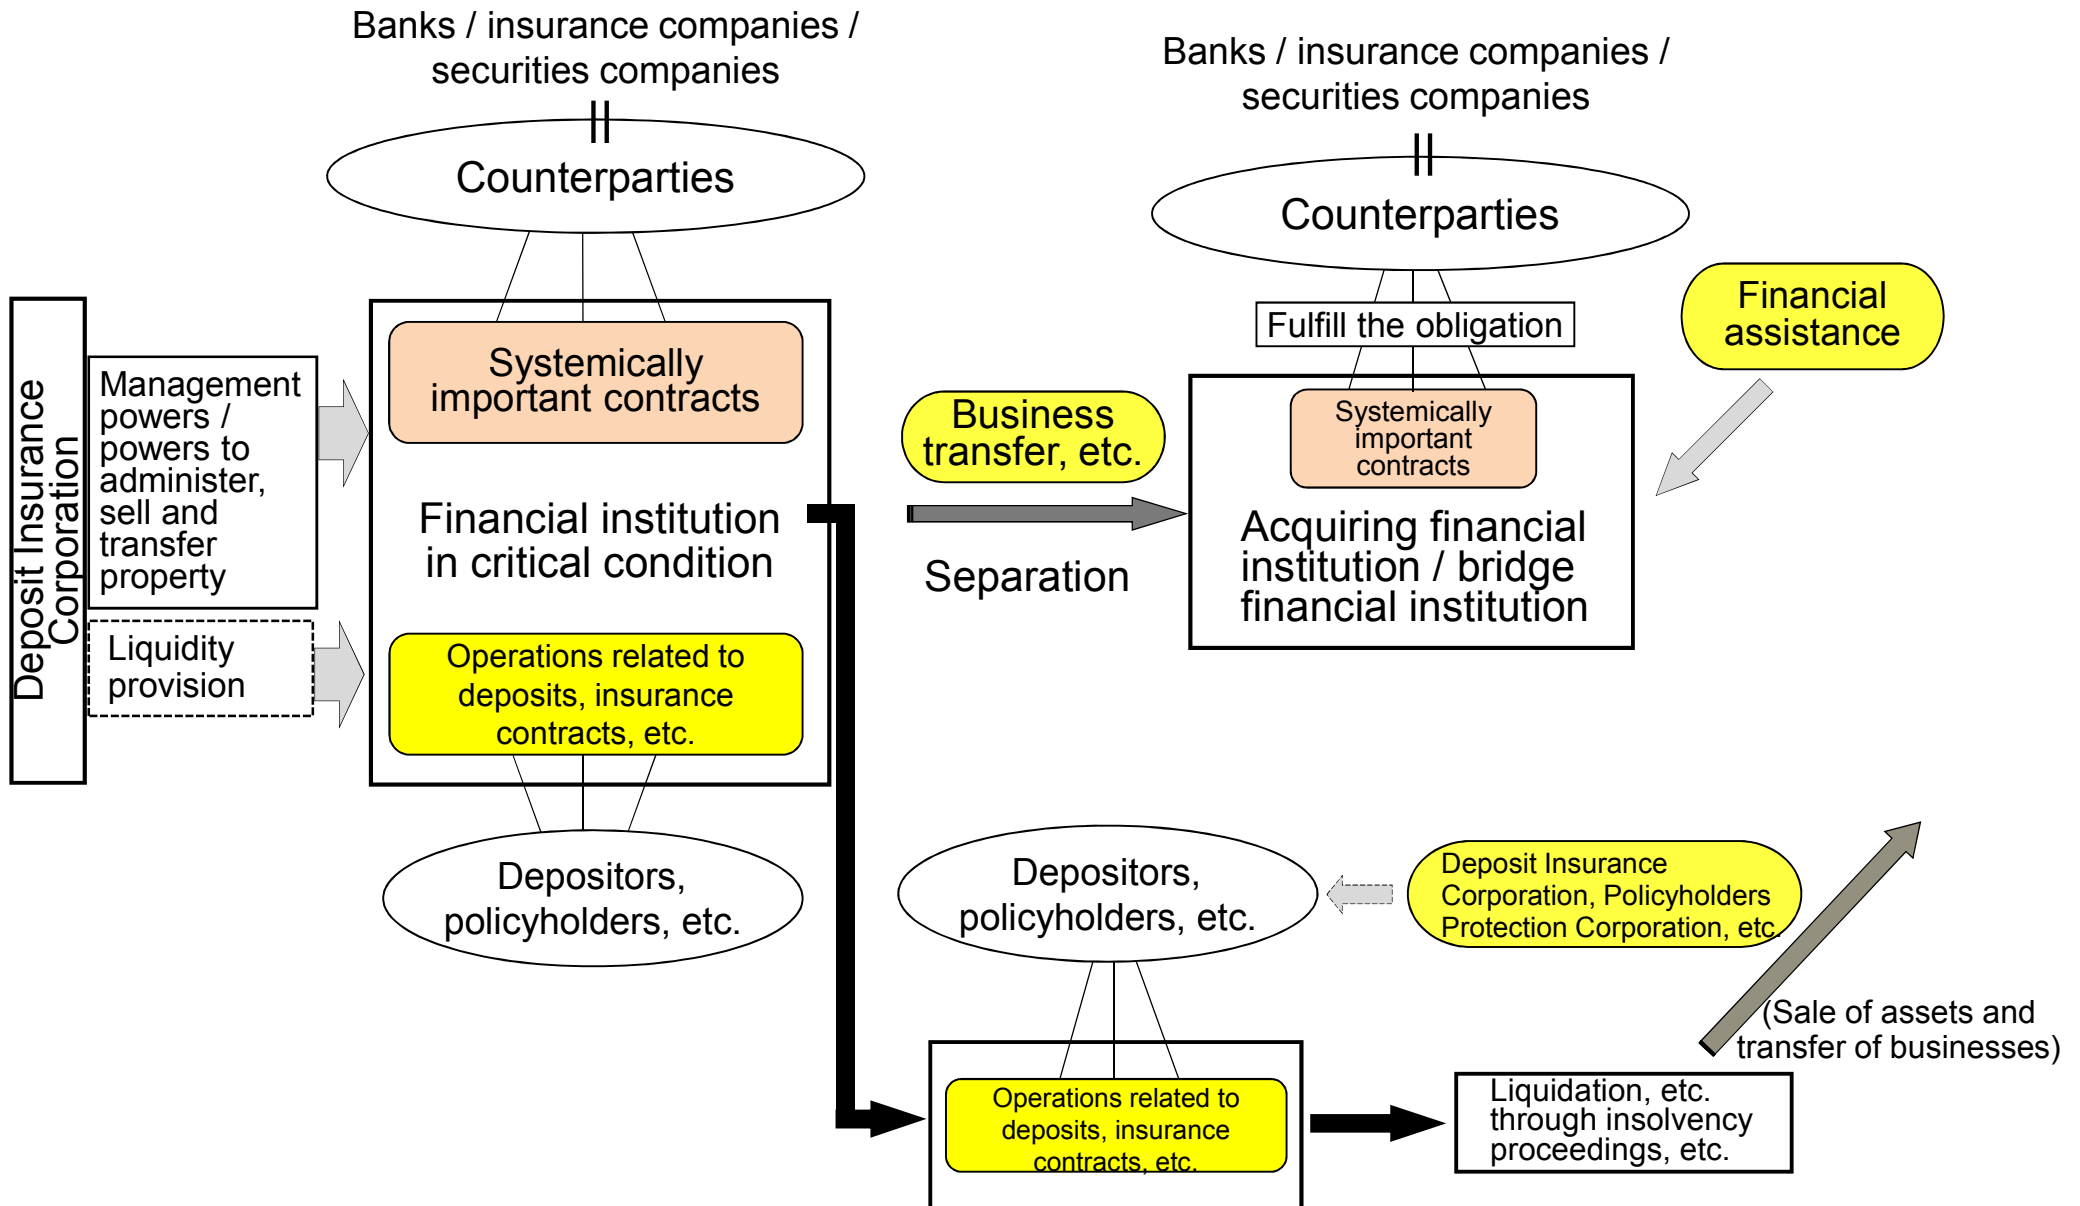 Banks / insurance companies /
securities companies
Counterparties
Banks / insurance companies /
securities companies
Counterparties
Deposit Insurance
Corporation
Management
powers /
powers to
administer,
sell and
transfer
property
Liquidity
provision
Systemically
important contracts
Financial institution
in critical condition
Operations related to
deposits, insurance
contracts, etc.
Depositors,
policyholders, etc.
Business
transfer, etc.
Separation
Fulfill the obligation
Systemically
important
contracts
Acquiring financial
institution / bridge
financial institution
Financial
assistance
Depositors,
policyholders, etc.
Deposit Insurance
Corporation, Policyholders
Protection Corporation, etc.
Operations related to
deposits, insurance
contracts, etc.
(Sale of assets and
transfer of businesses)
Liquidation, etc.
through insolvency
proceedings, etc.